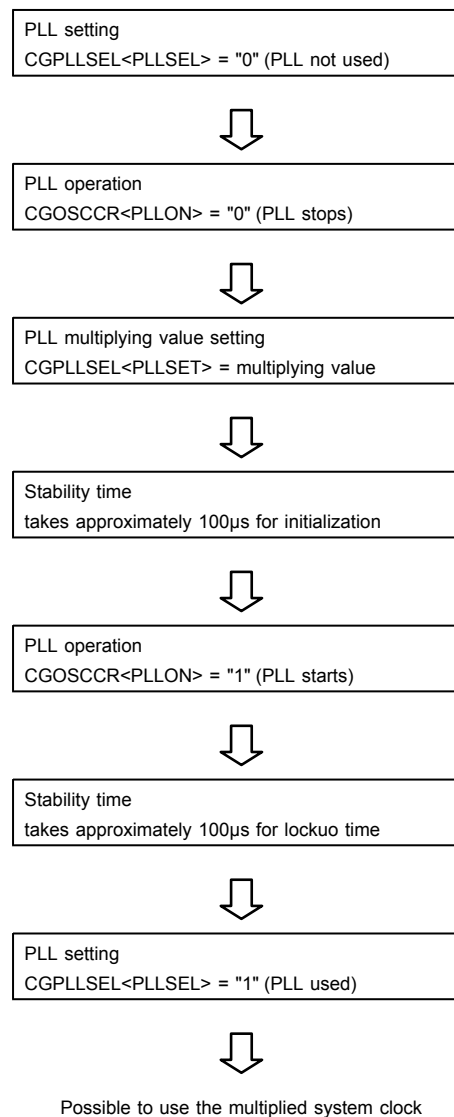 PLL setting
CGPLLSEL<PLLSEL> = "0" (PLL not used)
PLL operation
CGOSCCR<PLLON> = "0" (PLL stops)
PLL multiplying value setting
CGPLLSEL<PLLSET> = multiplying value
Stability time
takes approximately 100μs for initialization
PLL operation
CGOSCCR<PLLON> = "1" (PLL starts)
Stability time
takes approximately 100μs for lockuo time
PLL setting
CGPLLSEL<PLLSEL> = "1" (PLL used)
Possible to use the multiplied system clock